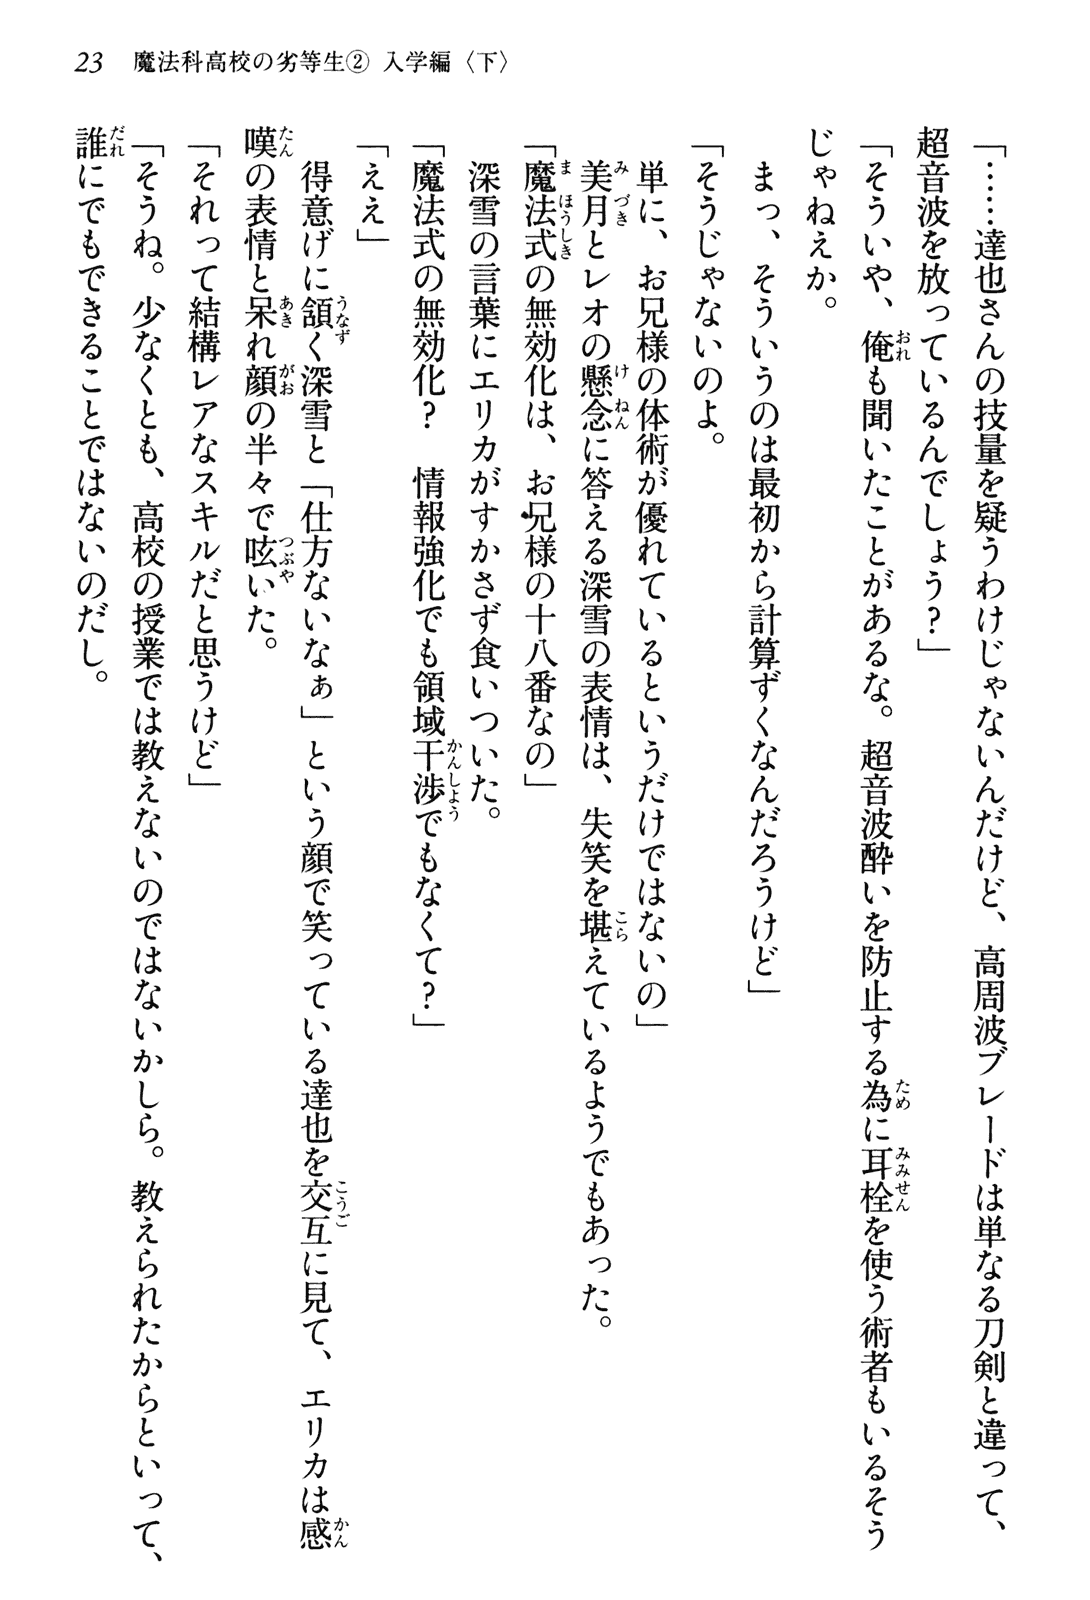 23 魔法科高校の劣等生② 入学編〈下〉
「……達也さんの技量を疑うわけじゃないんだけど、高周波ブレードは単なる刀剣と違って、
超音波を放っているんでしょう?」
「そういや、俺も聞いたことがあるな。超音波酔いを防止する為に耳栓を使う術者もいるそう
じゃねえか。
まっ、そういうのは最初から計算ずくなんだろうけど」
「そうじゃないのよ。
単に、お兄様の体術が優れているというだけではないの」
美月とレオの懸念に答える深雪の表情は、失笑を堪えているようでもあった。
「魔法式の無効化は、お兄様の十八番なの」
深雪の言葉にエリカがすかさず食いついた。
「魔法式の無効化? 情報強化でも領域干渉でもなくて?」
「ええ」
得意げに頷く深雪と「仕方ないなぁ」という顔で笑っている達也を交互に見て、エリカは感
嘆の表情と呆れ顔の半々で呟いた。
「それって結構レアなスキルだと思うけど」
「そうね。少なくとも、高校の授業では教えないのではないかしら。教えられたからといって、
誰にでもできることではないのだし。